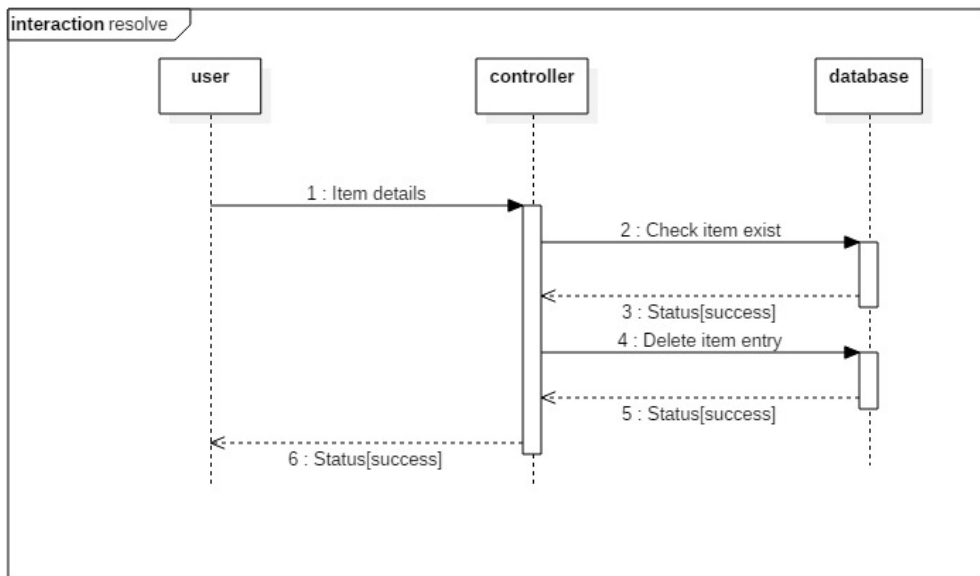 interaction resolve
user
controller
database
1 : Item details
2 : Check item exist
3 : Status[success]
4 : Delete item entry
5 : Status[success]
6 : Status[success]